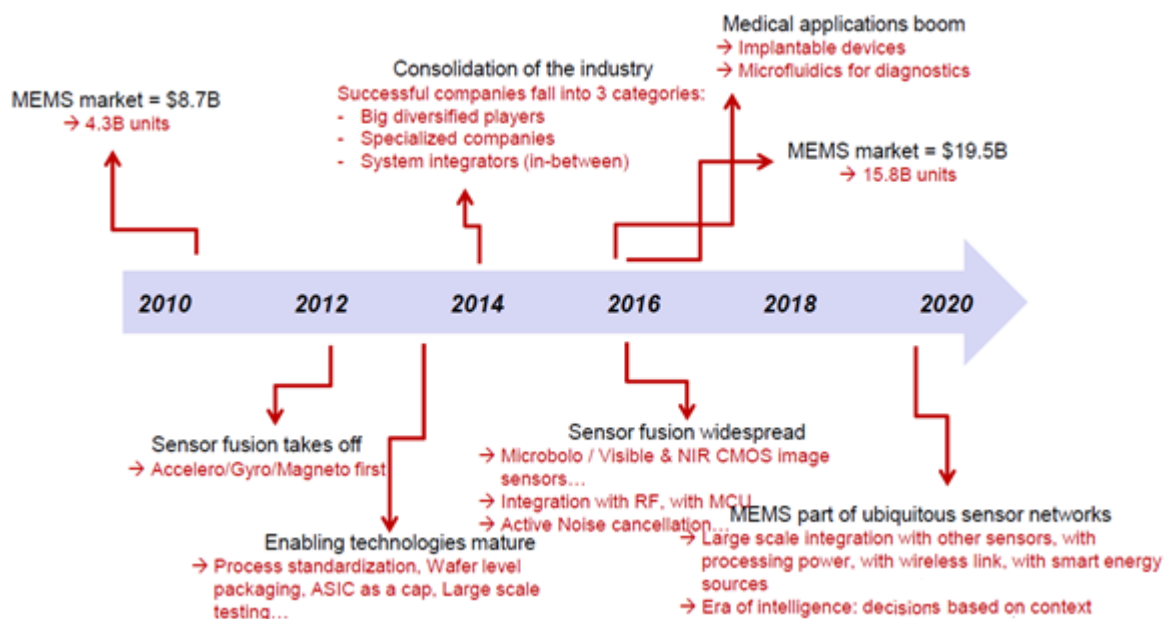 Medical applications boom
→ Implantable devices
→ Microfluidics for diagnostics
Consolidation of the industry
Successful companies fall into 3 categories:
- Big diversified players
- Specialized companies
- System integrators (in-between)
MEMS market = $8.7B
→ 4.3B units
MEMS market = $19.5B
→ 15.8B units
2010 2012 2014 2016 2018 2020
Sensor fusion takes off
→ Accelero/Gyro/Magneto first
Enabling technologies mature
→ Process standardization, Wafer level
packaging, ASIC as a cap, Large scale
testing...
Sensor fusion widespread
→ Microbolo / Visible & NIR CMOS image
sensors...
→ Integration with RF, with MCU
→ Active Noise cancellation...
MEMS part of ubiquitous sensor networks
→ Large scale integration with other sensors, with
processing power, with wireless link, with smart energy
sources
→ Era of intelligence: decisions based on context